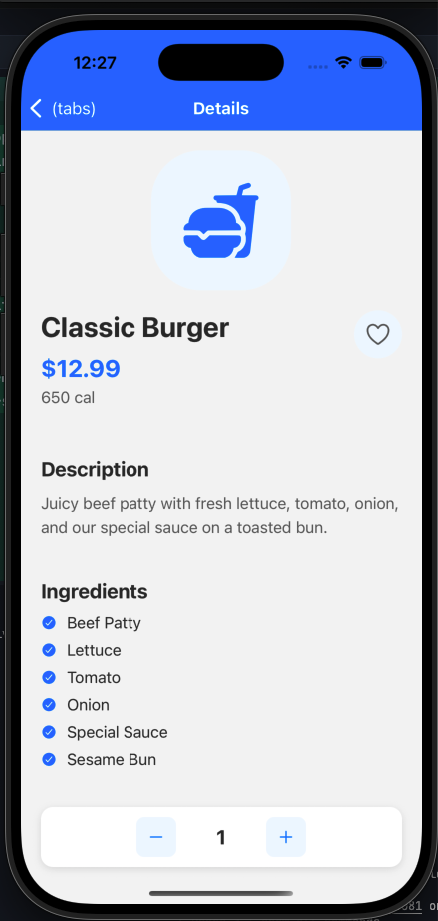 12:27
(tabs)
Details
Classic Burger
$12.99
650 cal
Description
Juicy beef patty with fresh lettuce, tomato, onion,
and our special sauce on a toasted bun.
Ingredients
Beef Patty
Lettuce
Tomato
Onion
Special Sauce
Sesame Bun
− 1 +